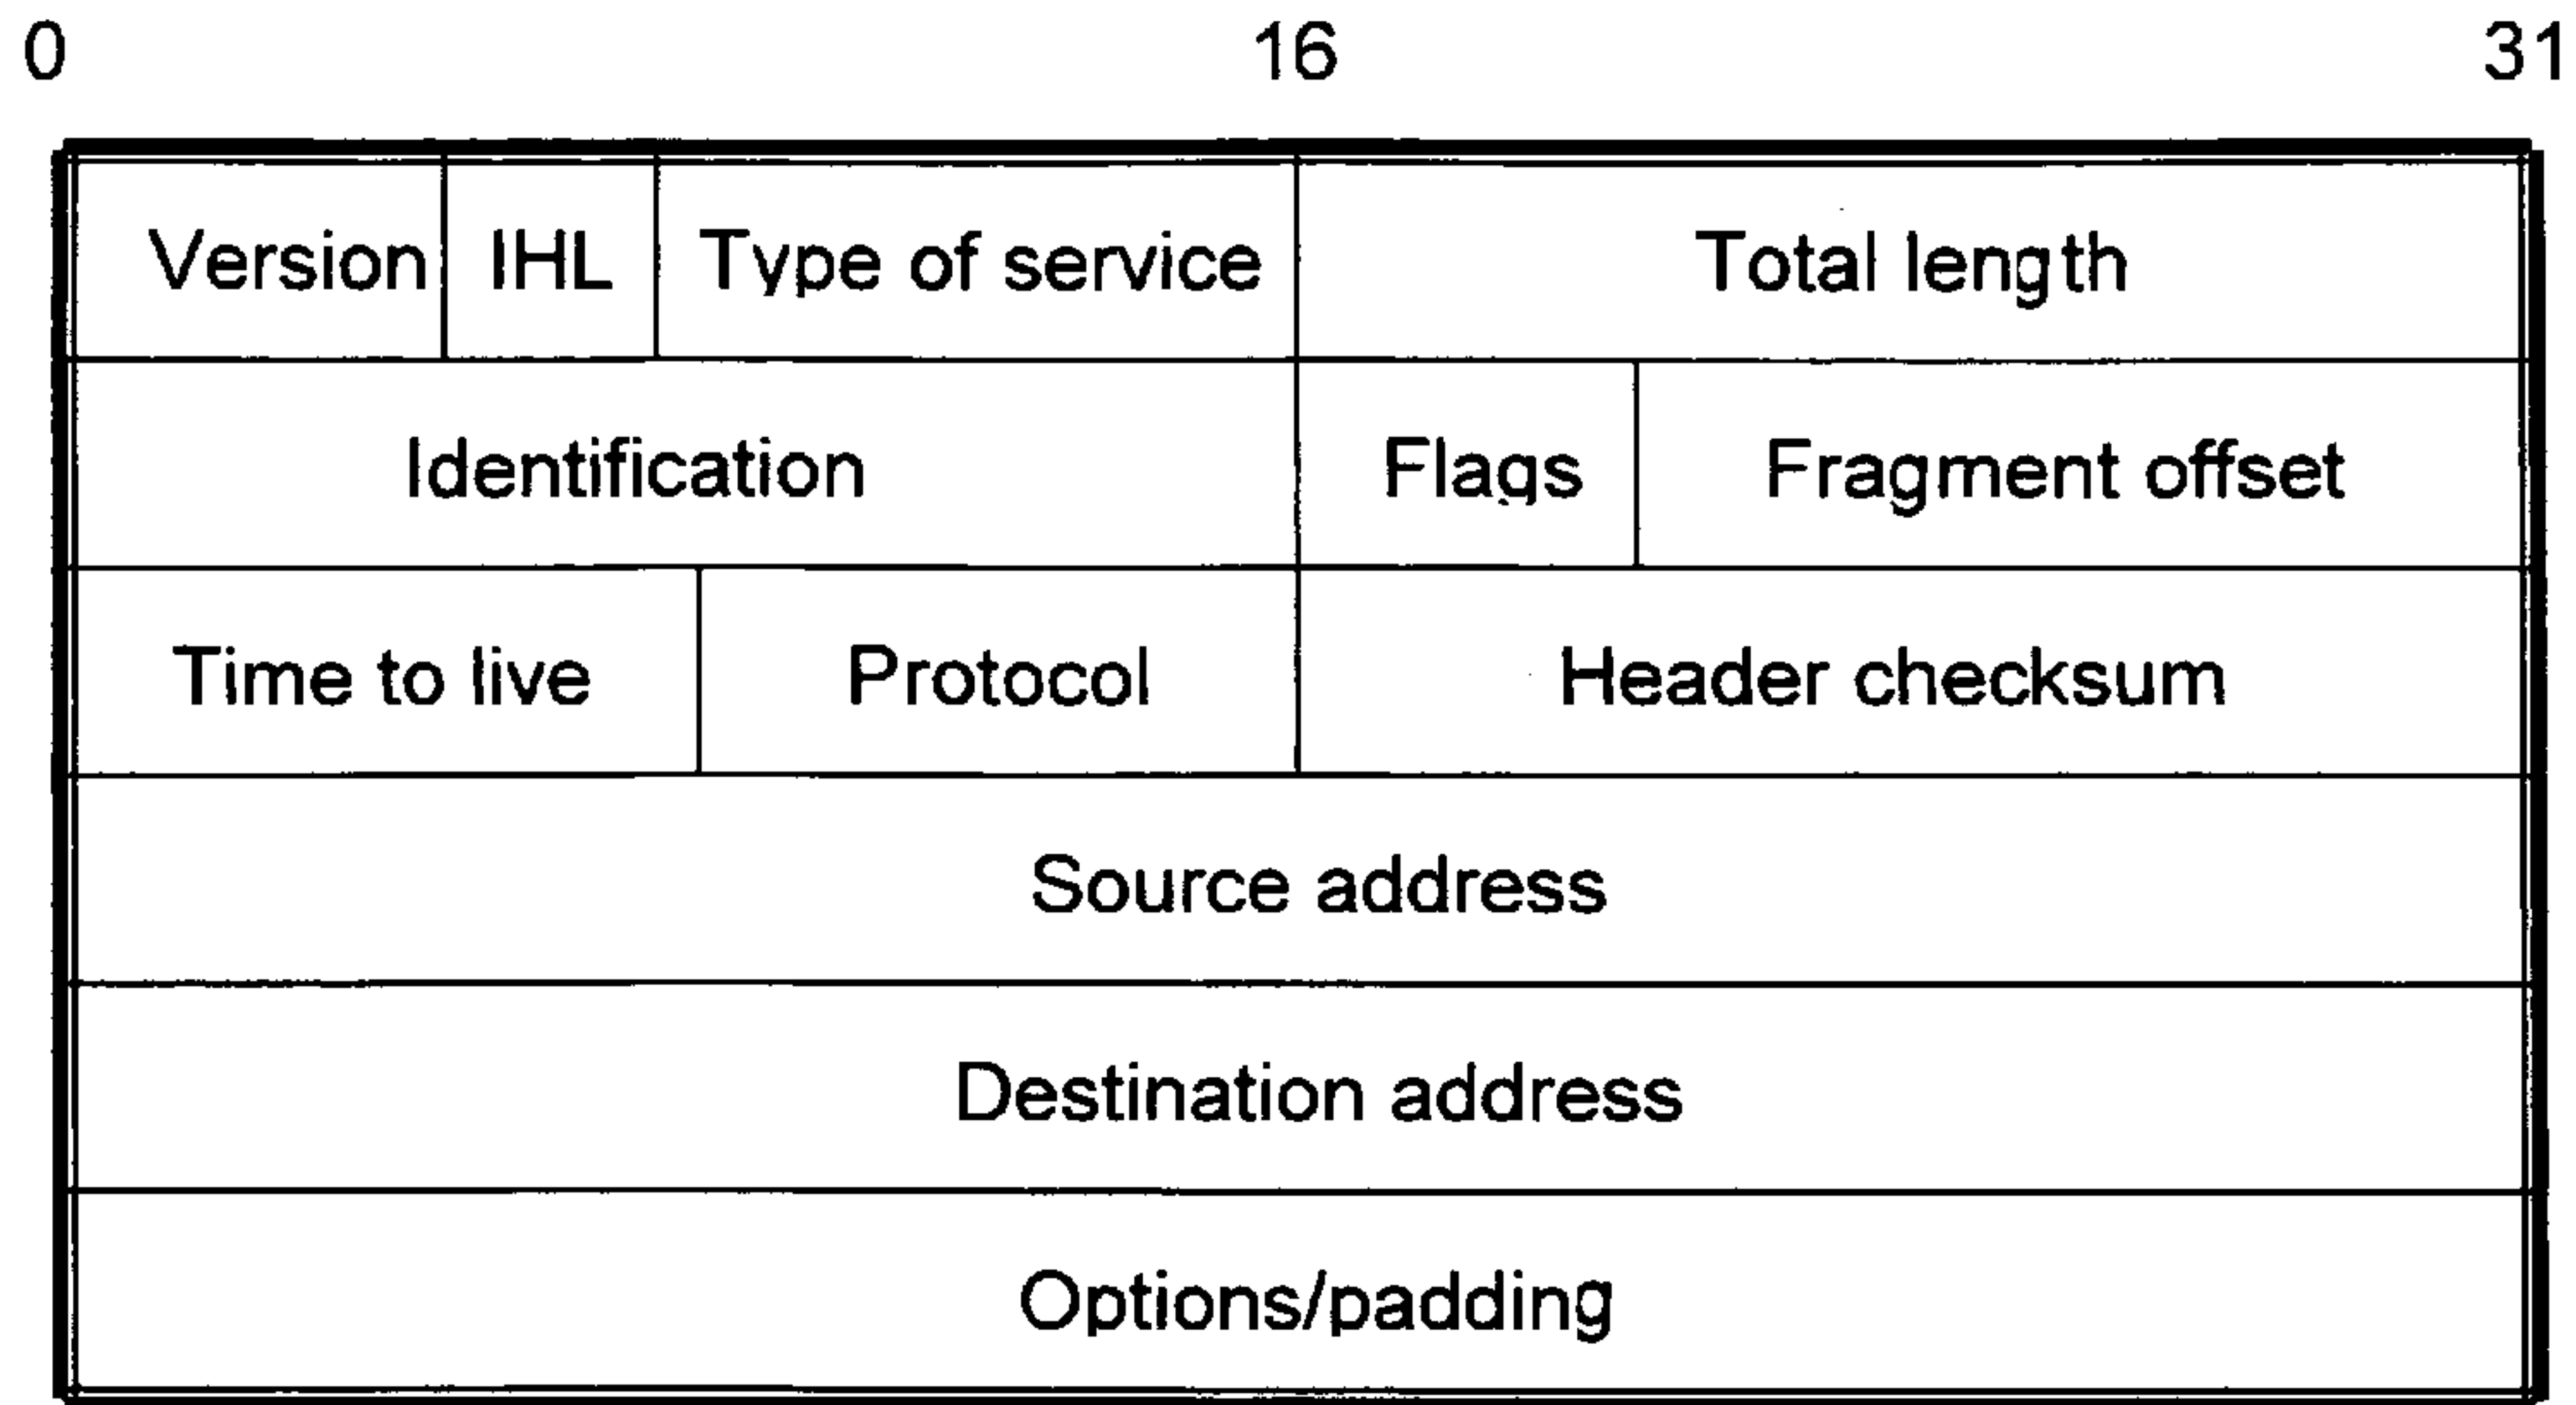 0 16 31
Version IHL Type of service Total length
Identification Flags Fragment offset
Time to live Protocol Header checksum
Source address
Destination address
Options/padding